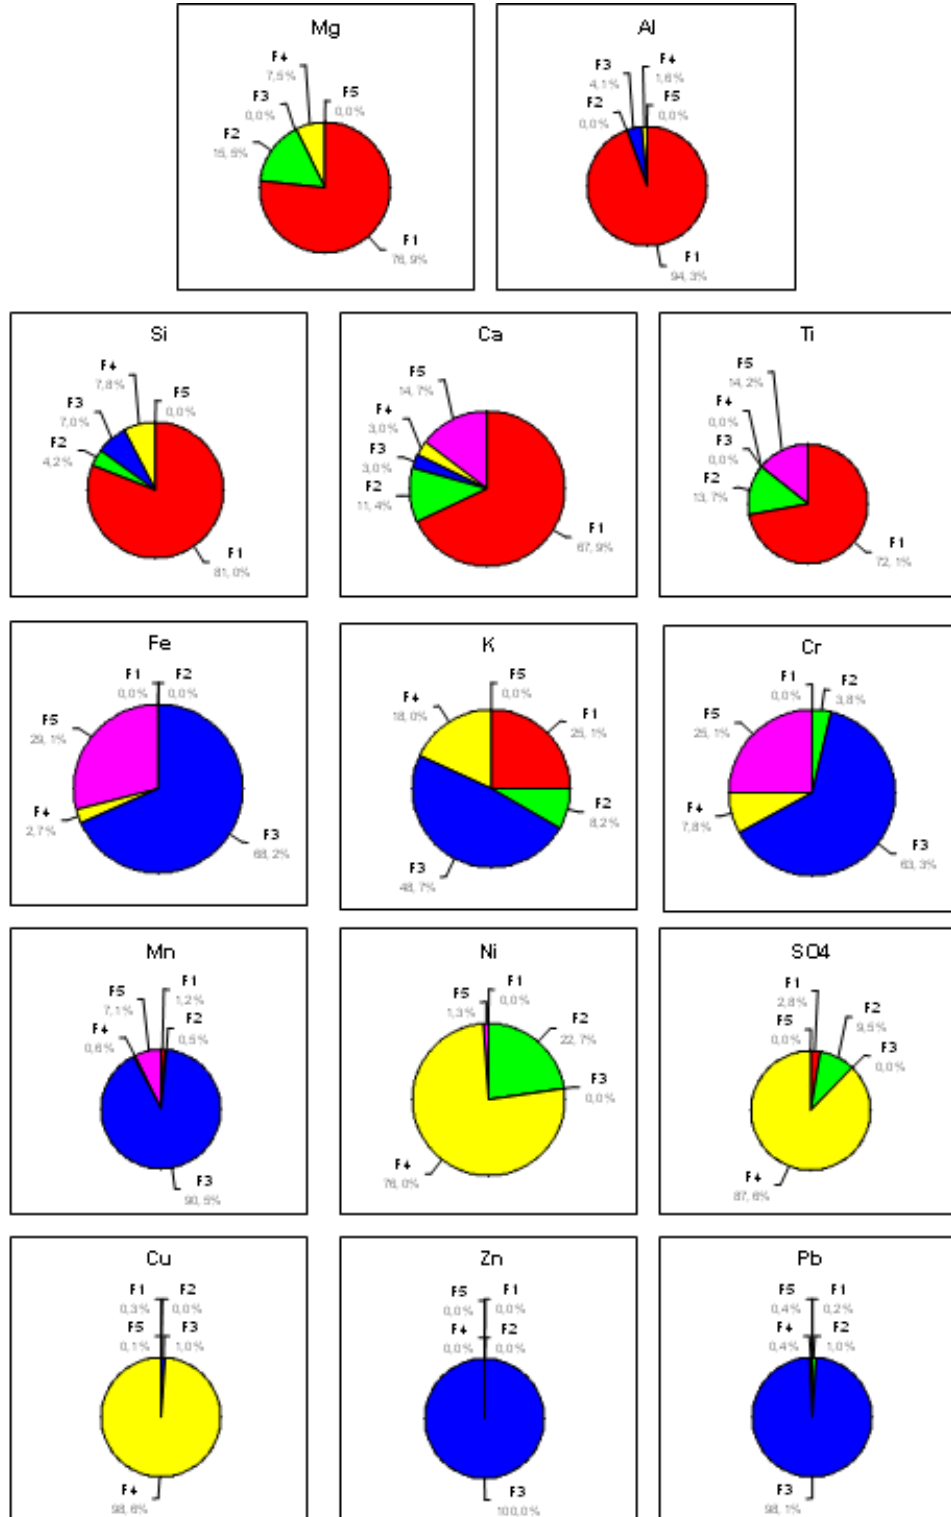 Mg
F4
7,5%
F5
0,0%
F3
0,0%
F2
15,5%
F1
76,9%
Al
F4
1,6%
F3
4,1%
F5
0,0%
F2
0,0%
F1
94,3%
Si
F4
7,8%
F5
0,0%
F3
7,0%
F2
4,2%
F1
81,0%
Ca
F5
14,7%
F4
3,0%
F3
3,0%
F2
11,4%
F1
67,9%
Ti
F5
14,2%
F4
0,0%
F3
0,0%
F2
13,7%
F1
72,1%
Fe
F1
0,0%
F2
0,0%
F5
29,1%
F4
2,7%
F3
68,2%
K
F5
0,0%
F4
18,0%
F1
25,1%
F2
8,2%
F3
48,7%
Cr
F1
0,0%
F2
3,8%
F5
25,1%
F4
7,8%
F3
63,3%
Mn
F1
1,2%
F5
7,1%
F2
0,5%
F4
0,6%
F3
90,5%
Ni
F1
0,0%
F5
1,3%
F2
22,7%
F3
0,0%
F4
76,0%
SO4
F1
2,8%
F2
9,5%
F5
0,0%
F3
0,0%
F4
87,6%
Cu
F1
0,3%
F2
0,0%
F5
0,1%
F3
1,0%
F4
98,6%
Zn
F5
0,0%
F1
0,0%
F4
0,0%
F2
0,0%
F3
100,0%
Pb
F5
0,4%
F1
0,2%
F4
0,4%
F2
1,0%
F3
98,1%